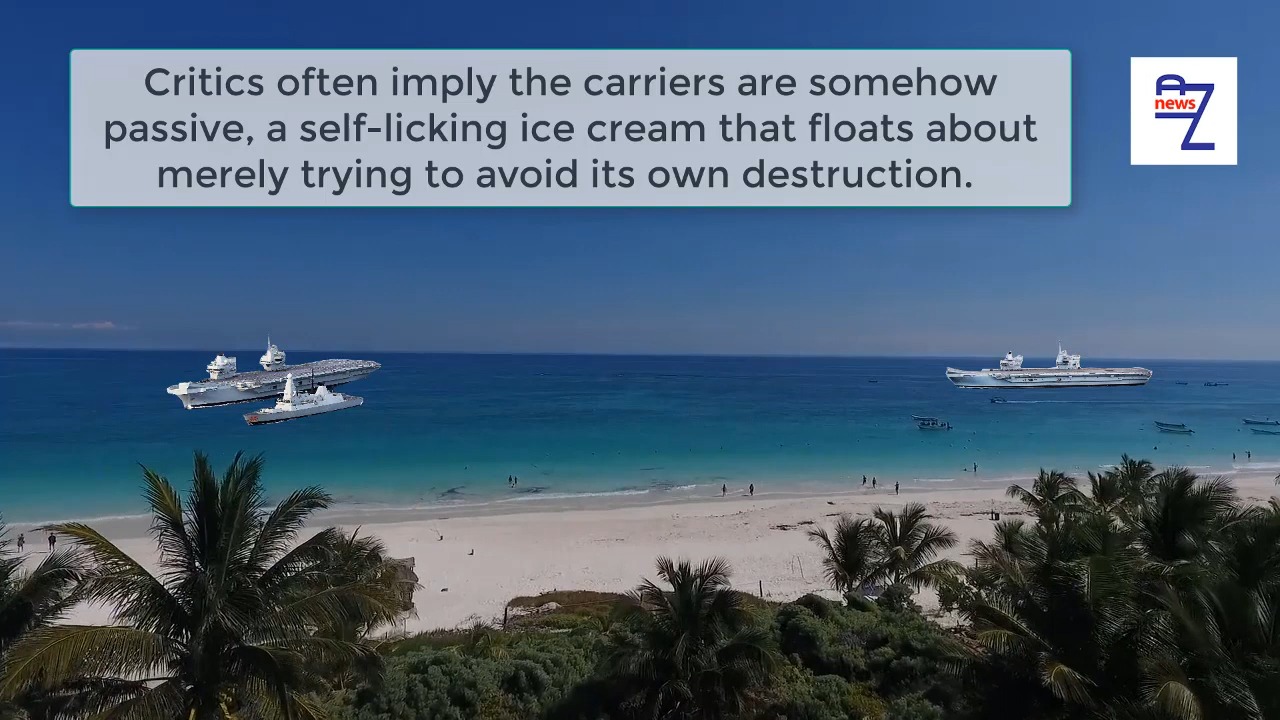 Critics often imply the carriers are somehow
passive, a self-licking ice cream that floats about
merely trying to avoid its own destruction.
AZ
news